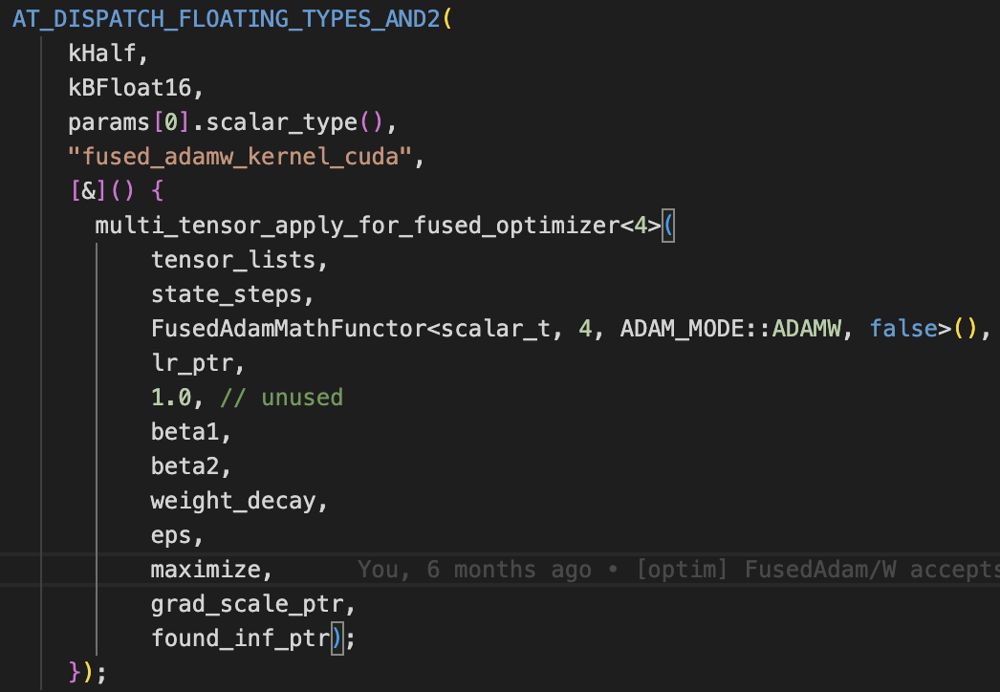 AT_DISPATCH_FLOATING_TYPES_AND2(
kHalf,
kBFloat16,
params[0].scalar_type(),
"fused_adamw_kernel_cuda",
[&]() {
multi_tensor_apply_for_fused_optimizer<4>(
tensor_lists,
state_steps,
FusedAdamMathFunctor<scalar_t, 4, ADAM_MODE::ADAMW, false>(),
lr_ptr,
1.0, // unused
beta1,
beta2,
weight_decay,
eps,
maximize, You, 6 months ago • [optim] FusedAdam/W accepts
grad_scale_ptr,
found_inf_ptr);
});